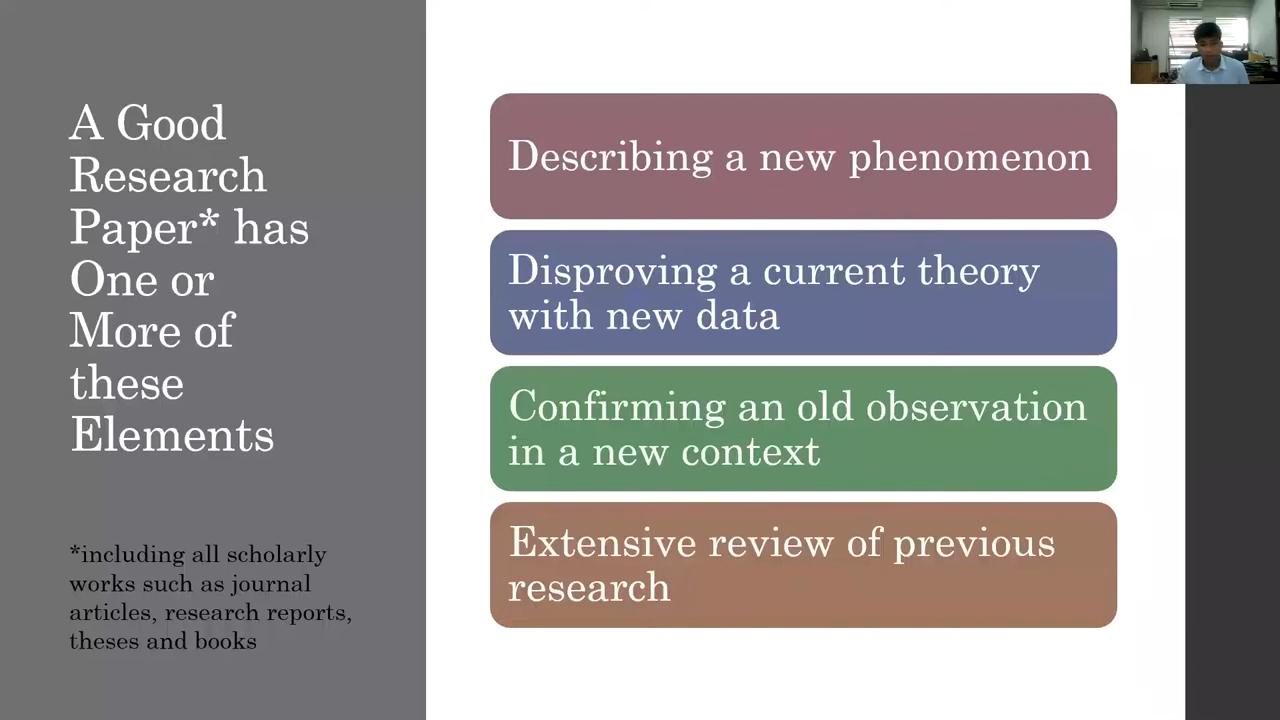 A Good
Research
Paper* has
One or
More of
these
Elements
*including all scholarly
works such as journal
articles, research reports,
theses and books
Describing a new phenomenon
Disproving a current theory
with new data
Confirming an old observation
in a new context
Extensive review of previous
research